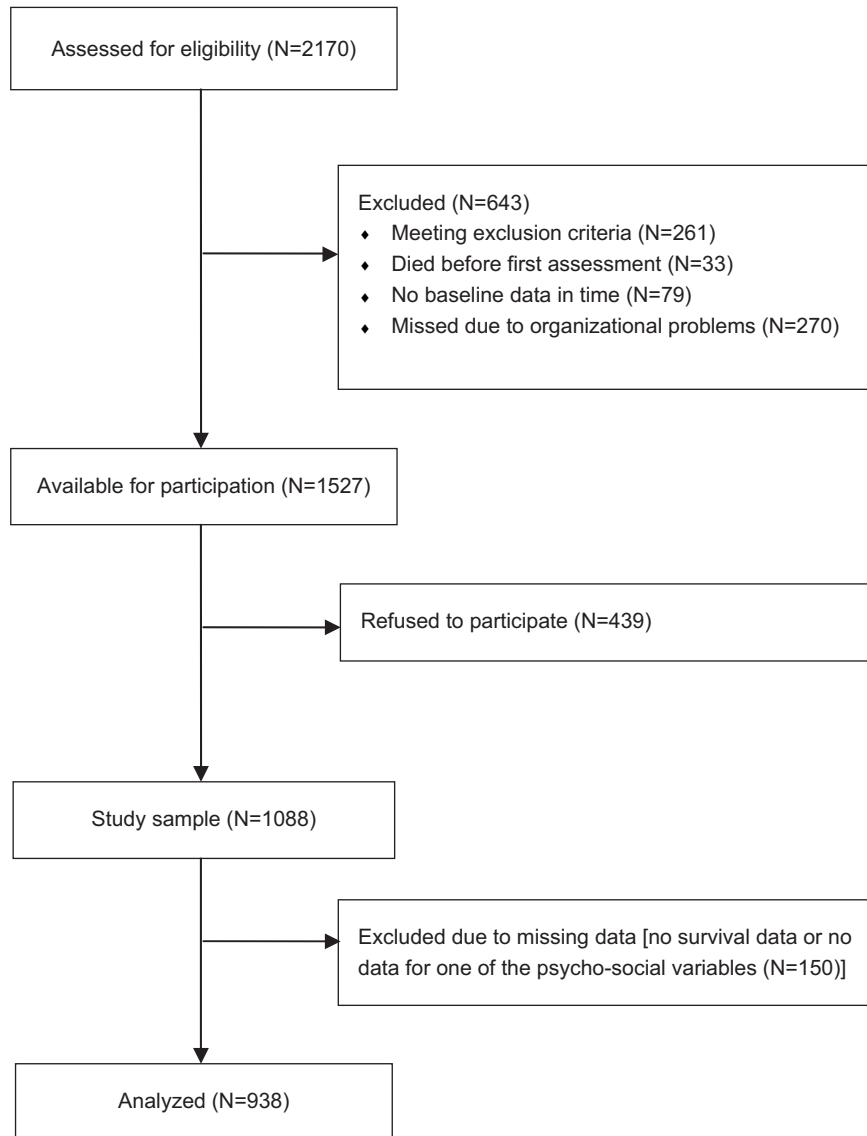 Assessed for eligibility (N=2170)
Excluded (N=643)
♦ Meeting exclusion criteria (N=261)
♦ Died before first assessment (N=33)
♦ No baseline data in time (N=79)
♦ Missed due to organizational problems (N=270)
Available for participation (N=1527)
Refused to participate (N=439)
Study sample (N=1088)
Excluded due to missing data [no survival data or no
data for one of the psycho-social variables (N=150)]
Analyzed (N=938)